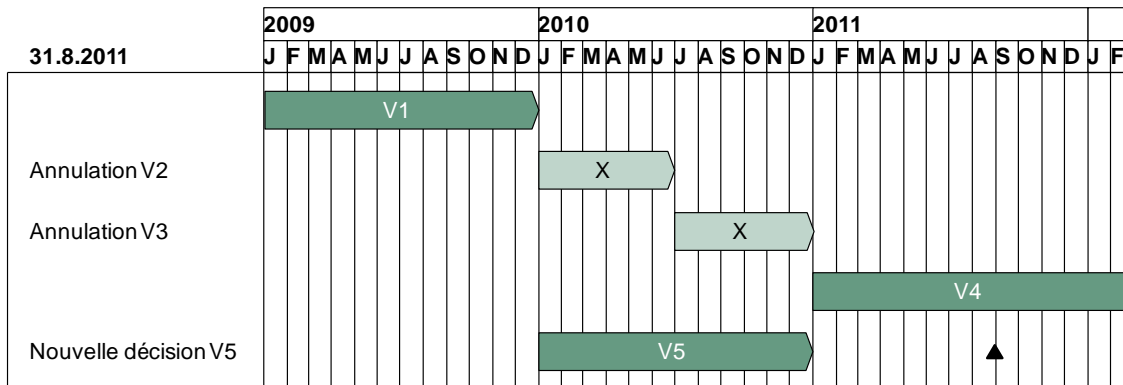 2009 2010 2011
31.8.2011 J F M A M J J A S O N D J F M A M J J A S O N D J F M A M J J A S O N D J F
V1
Annulation V2 X
Annulation V3 X
V4
Nouvelle décision V5 V5